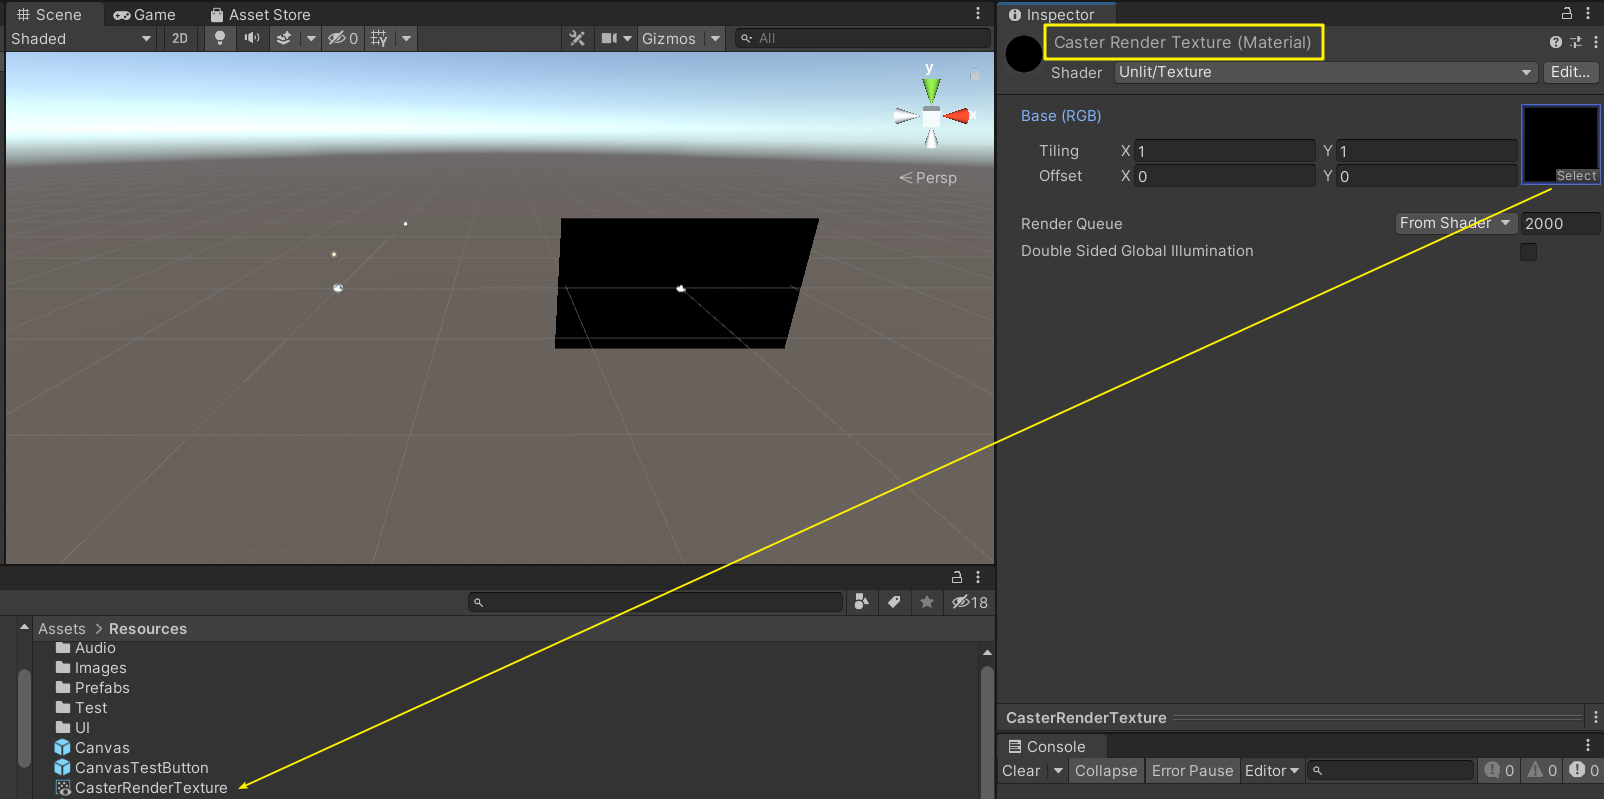 Scene
Game
Asset Store
Inspector
Shaded
2D
0
Gizmos
All
Caster Render Texture (Material)
Shader
Unlit/Texture
Edit...
y
x
Persp
Base (RGB)
Tiling
X 1
Y 1
Offset
X 0
Y 0
Select
Render Queue
From Shader
2000
Double Sided Global Illumination
18
Assets > Resources
Audio
Images
Prefabs
Test
UI
Canvas
CanvasTestButton
CasterRenderTexture
CasterRenderTexture
Console
Clear
Collapse
Error Pause
Editor
0
0
0